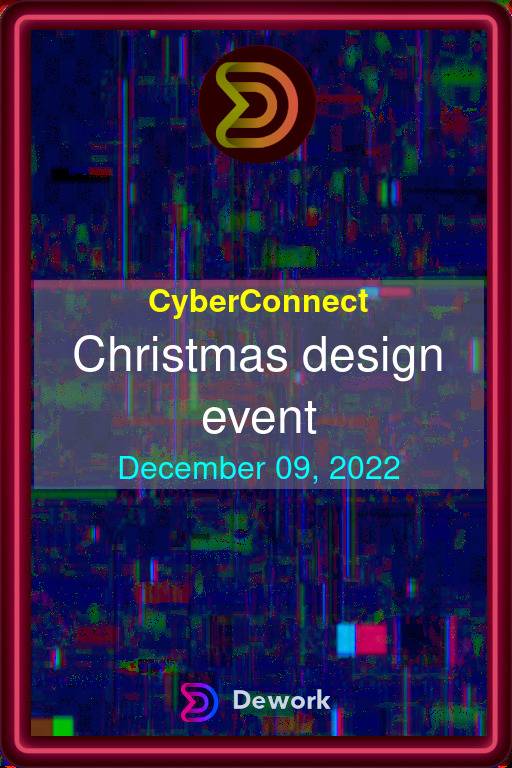 CyberConnect
Christmas design
event
December 09, 2022
Dework